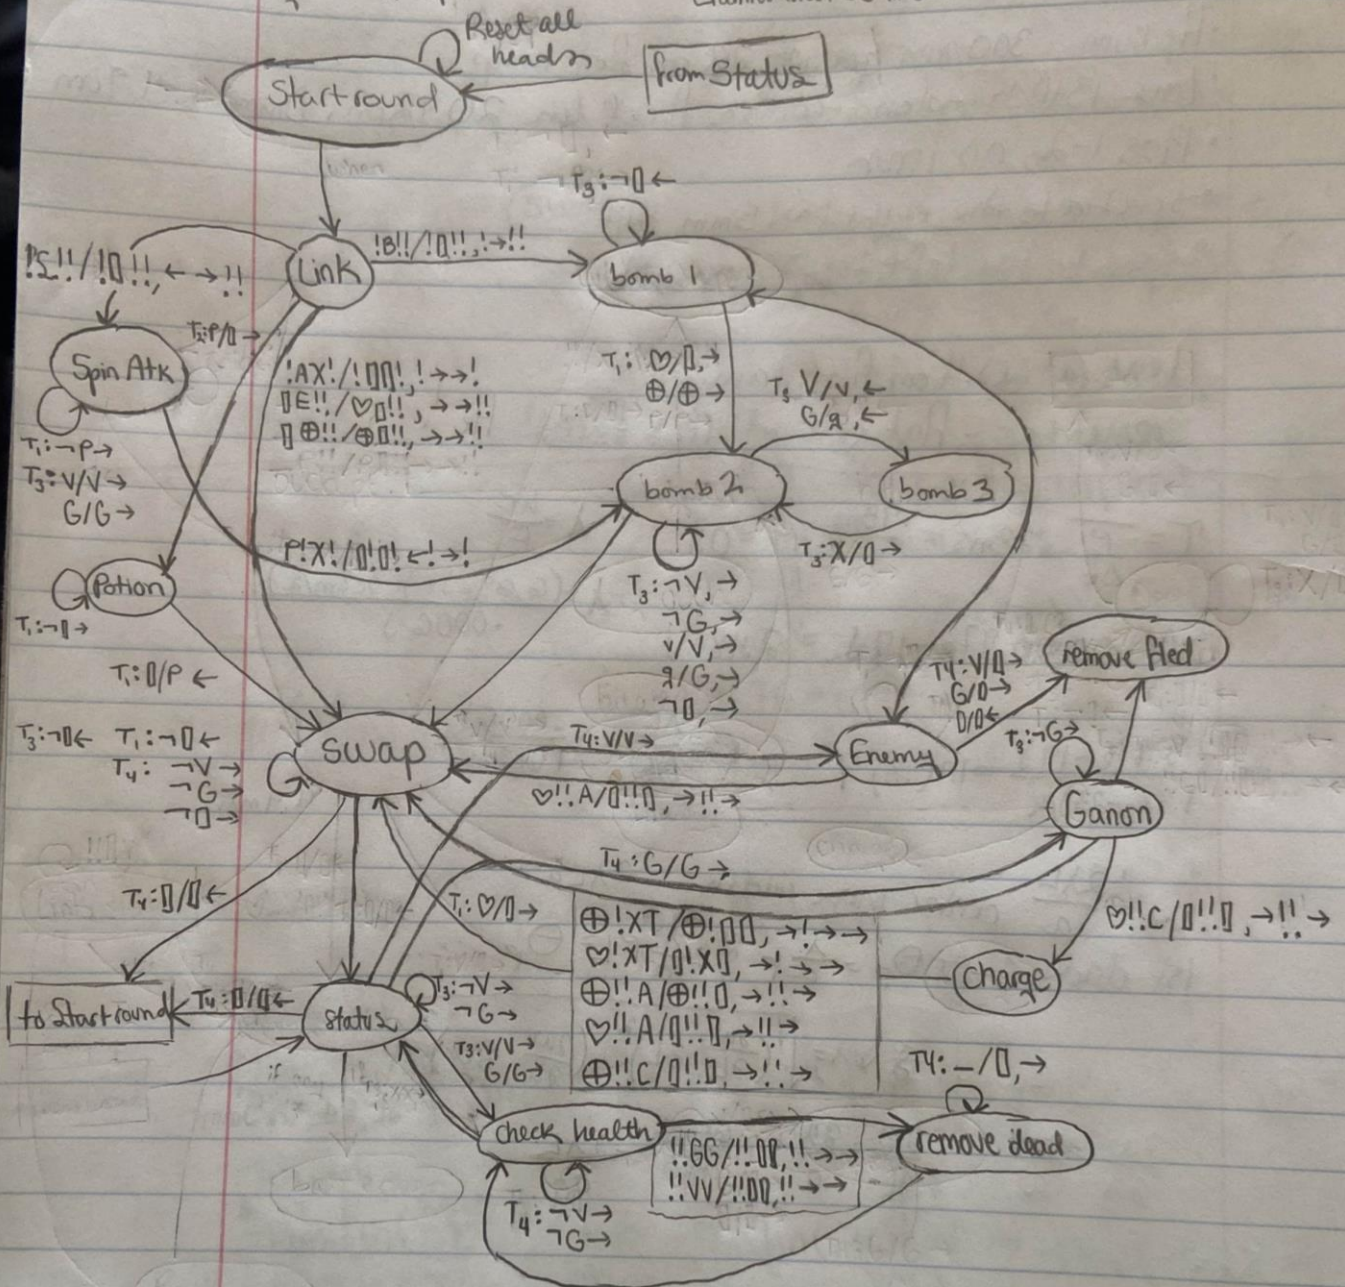 Reset all
heads
from Status
Start round
when
T₃:¬▯←
!B!!/!▯!!,!→!!
!S!!/!▯!!,←→!!
Link
bomb 1
T₂:P/▯→
Spin Atk
!AX!/!▯▯!,!→→!
▯E!!/♡▯!!,→→!!
▯⊕!!/⊕▯!!,→→!!
T₁: ♡/▯,→
⊕/⊕→
T₃ V/v,←
G/g,←
T₁:¬P→
T₃:V/V→
G/G→
bomb 2
bomb 3
P!X!/▯!▯! ←!→!
T₃:X/▯→
Potion
T₁:¬▯→
T₃:¬V,→
¬G,→
v/V,→
g/G,→
¬▯,→
T₁:▯/P←
T4:V/▯→
G/▯→
▯/▯←
remove fled
T₃:¬▯← T₁:¬▯←
T₄: ¬V→
¬G→
¬▯→
Swap
T₄:V/V→
Enemy
T₃:¬G→
♡!!A/▯!!▯,→!!→
Ganon
T₄:G/G→
T₄:▯/▯←
T₁:♡/▯→
⊕!XT/⊕!▯▯,→!→→
♡!XT/▯!X▯,→!→→
⊕!!A/⊕!!▯,→!!→
♡!!A/▯!!▯,→!!→
⊕!!C/▯!!▯,→!!→
♡!!C/▯!!▯,→!!→
Charge
to Start round
T₄:▯/▯←
Status
T₃:¬V→
¬G→
T3:V/V→
G/G→
if
T4:_/▯,→
check health
!!GG/!!▯▯,!!→→
!!VV/!!▯▯,!!→→
remove dead
T₄:¬V→
¬G→